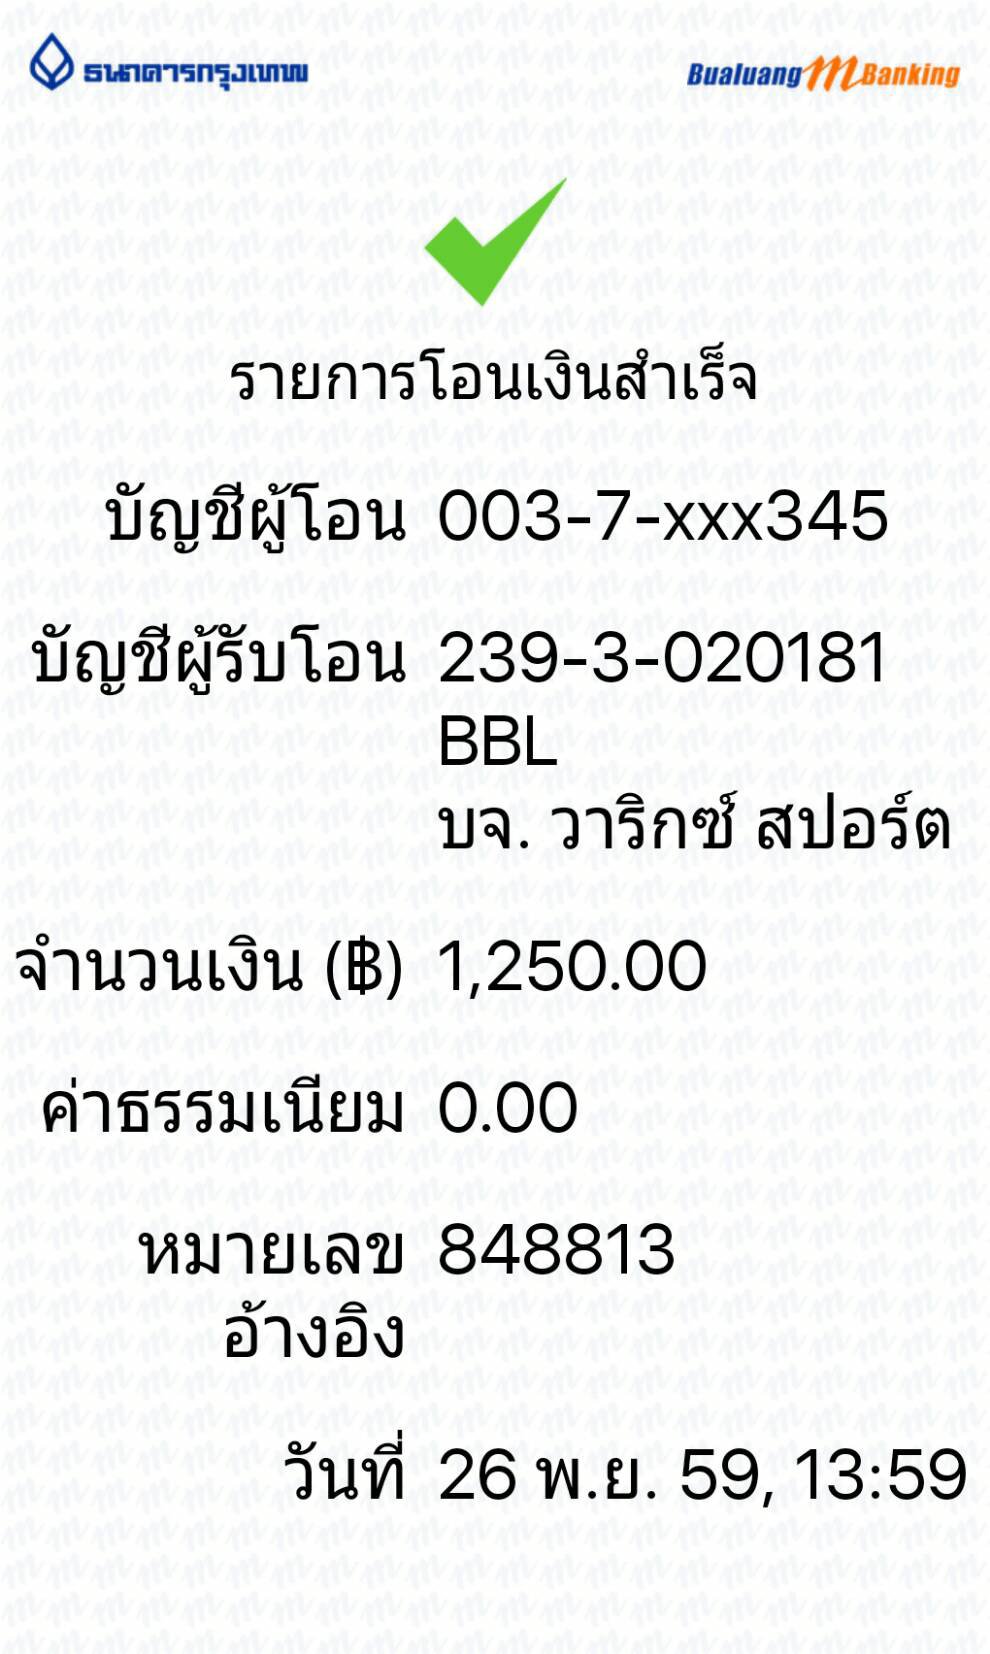 ธนาคารกรุงเทพ
Bualuang mBanking
รายการโอนเงินสำเร็จ
บัญชีผู้โอน 003-7-xxx345
บัญชีผู้รับโอน 239-3-020181
BBL
บจ. วาริกซ์ สปอร์ต
จำนวนเงิน (฿) 1,250.00
ค่าธรรมเนียม 0.00
หมายเลข 848813
อ้างอิง
วันที่ 26 พ.ย. 59, 13:59